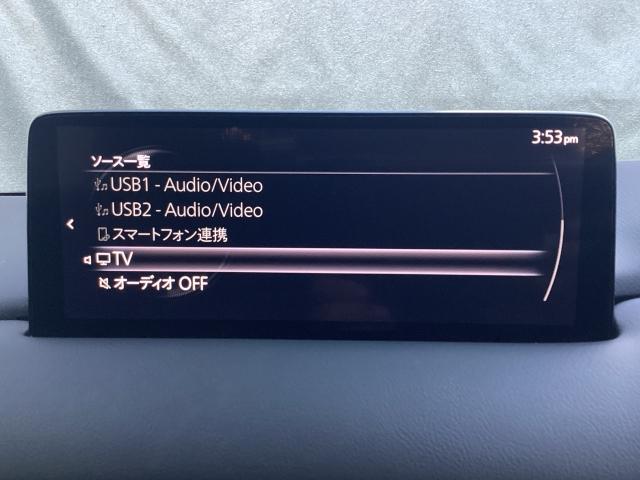 3:53pm
ソース一覧
USB1 - Audio/Video
USB2 - Audio/Video
スマートフォン連携
TV
オーディオ OFF